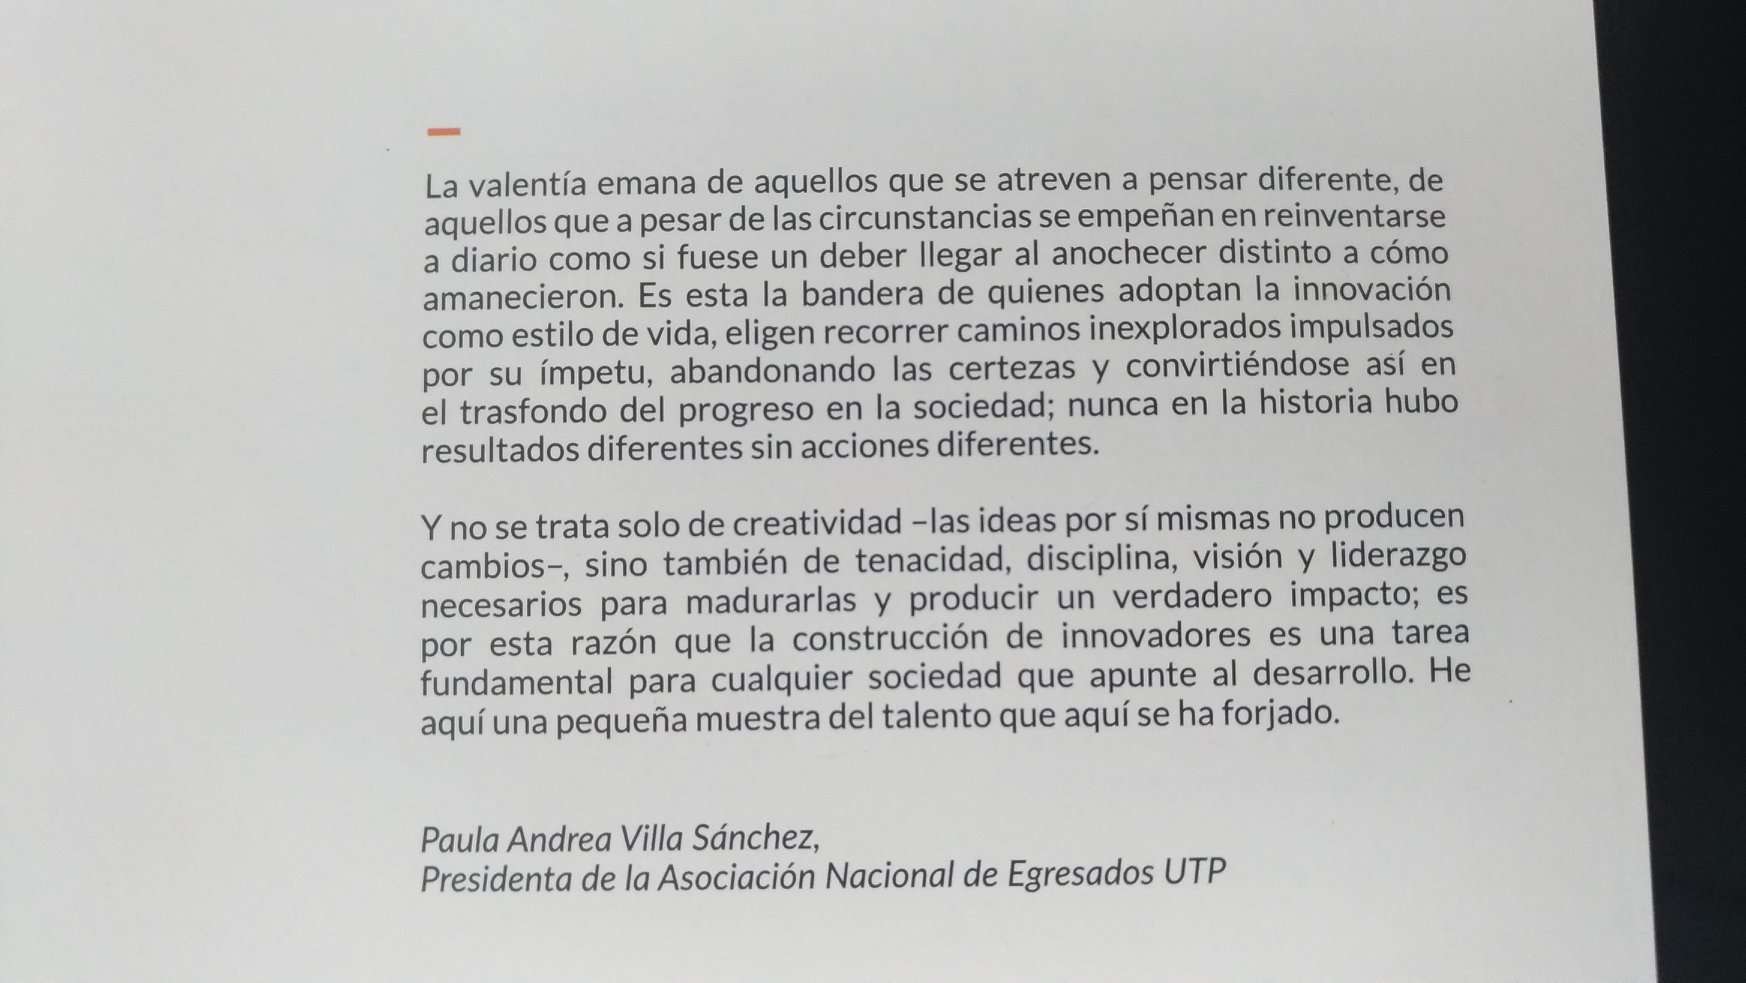 La valentía emana de aquellos que se atreven a pensar diferente, de
aquellos que a pesar de las circunstancias se empeñan en reinventarse
a diario como si fuese un deber llegar al anochecer distinto a cómo
amanecieron. Es esta la bandera de quienes adoptan la innovación
como estilo de vida, eligen recorrer caminos inexplorados impulsados
por su ímpetu, abandonando las certezas y convirtiéndose así en
el trasfondo del progreso en la sociedad; nunca en la historia hubo
resultados diferentes sin acciones diferentes.
Y no se trata solo de creatividad –las ideas por sí mismas no producen
cambios–, sino también de tenacidad, disciplina, visión y liderazgo
necesarios para madurarlas y producir un verdadero impacto; es
por esta razón que la construcción de innovadores es una tarea
fundamental para cualquier sociedad que apunte al desarrollo. He
aquí una pequeña muestra del talento que aquí se ha forjado.
Paula Andrea Villa Sánchez,
Presidenta de la Asociación Nacional de Egresados UTP